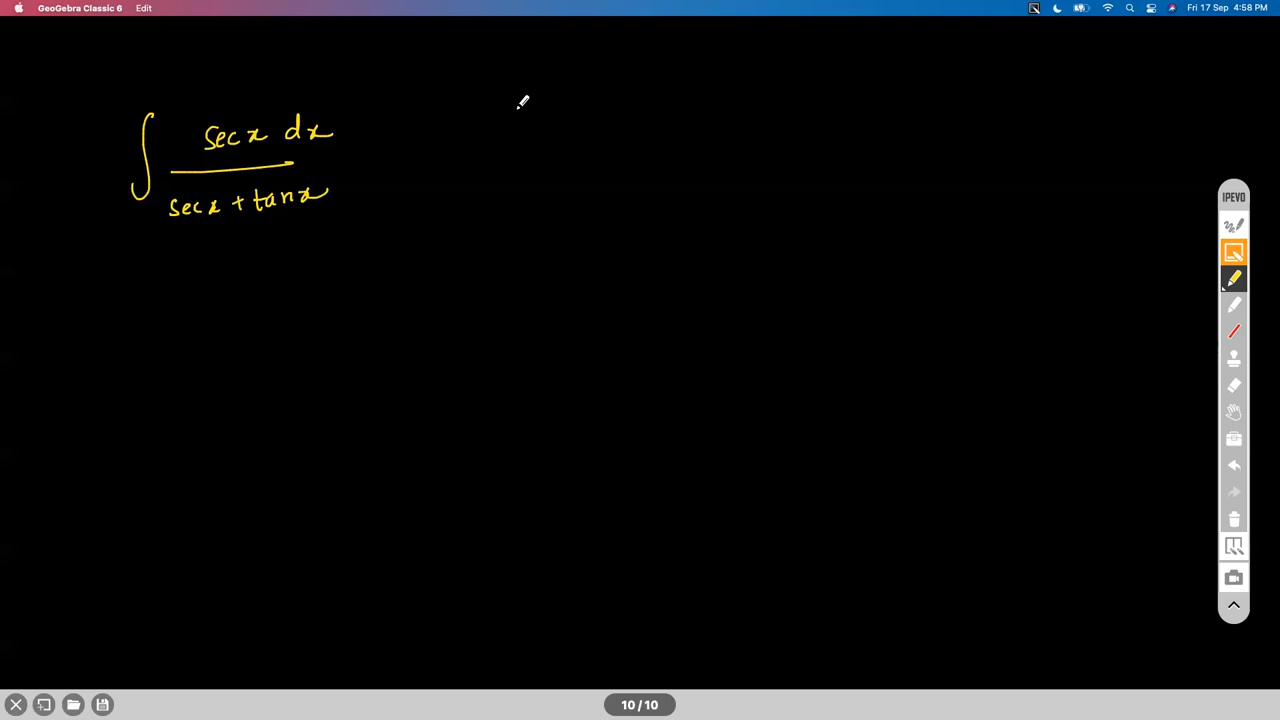 GeoGebra Classic 6 Edit Fri 17 Sep 4:58 PM
∫ sec x dx
sec x + tan x
IPEVO
10 / 10